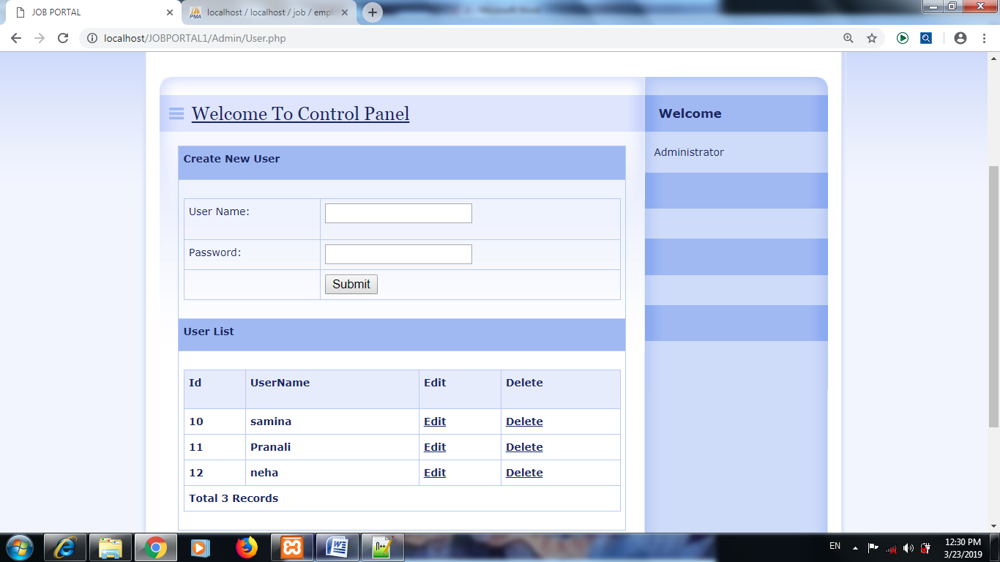 JOB PORTAL
PMA
localhost / localhost / job / empl
localhost/JOBPORTAL1/Admin/User.php
Welcome To Control Panel
Welcome
Administrator
Create New User
User Name:
Password:
Submit
User List
Id UserName Edit Delete
10 samina Edit Delete
11 Pranali Edit Delete
12 neha Edit Delete
Total 3 Records
EN
12:30 PM
3/23/2019